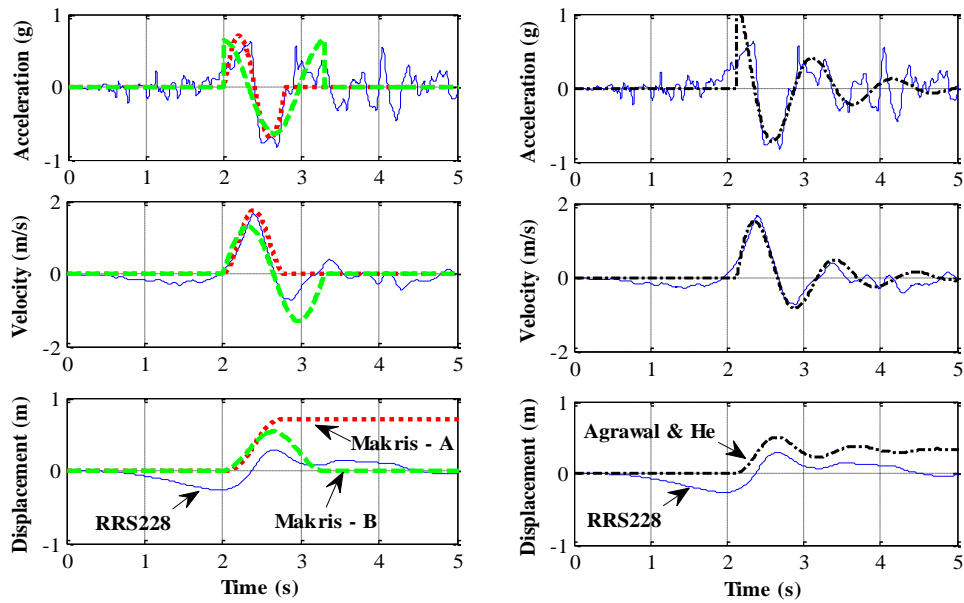 Acceleration (g)
1
0
-1
0 1 2 3 4 5
Velocity (m/s)
2
0
-2
0 1 2 3 4 5
Displacement (m)
1
0
-1
Makris - A
RRS228
Makris - B
0 1 2 3 4 5
Time (s)
Acceleration (g)
1
0
-1
0 1 2 3 4 5
Velocity (m/s)
2
0
-2
0 1 2 3 4 5
Displacement (m)
1
0
-1
Agrawal & He
RRS228
0 1 2 3 4 5
Time (s)